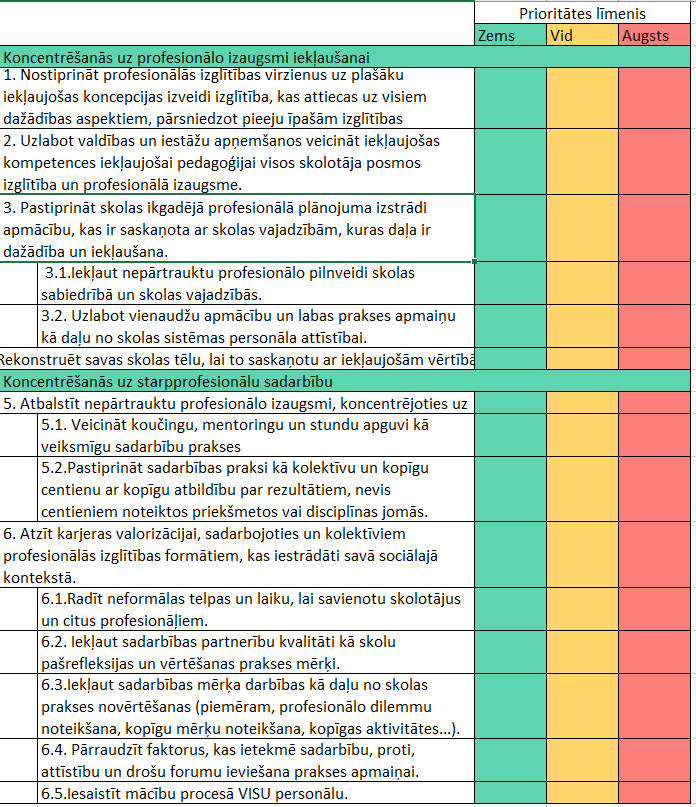 Prioritātes līmenis
Zems Vid Augsts
Koncentrēšanās uz profesionālo izaugsmi iekļaušanai
1. Nostiprināt profesionālās izglītības virzienus uz plašāku
iekļaujošas koncepcijas izveidi izglītība, kas attiecas uz visiem
dažādības aspektiem, pārsniedzot pieeju īpašām izglītības
2. Uzlabot valdības un iestāžu apņemšanos veicināt iekļaujošas
kompetences iekļaujošai pedagoģijai visos skolotāja posmos
izglītība un profesionālā izaugsme.
3. Pastiprināt skolas ikgadējā profesionālā plānojuma izstrādi
apmācību, kas ir saskaņota ar skolas vajadzībām, kuras daļa ir
dažādība un iekļaušana.
3.1.Iekļaut nepārtrauktu profesionālo pilnveidi skolas
sabiedrībā un skolas vajadzībās.
3.2. Uzlabot vienaudžu apmācību un labas prakses apmaiņu
kā daļu no skolas sistēmas personāla attīstībai.
Rekonstruēt savas skolas tēlu, lai to saskaņotu ar iekļaujošām vērtībā
Koncentrēšanās uz starpprofesionālu sadarbību
5. Atbalstīt nepārtrauktu profesionālo izaugsmi, koncentrējoties uz
5.1. Veicināt koučingu, mentoringu un stundu apguvi kā
veiksmīgu sadarbību prakses
5.2.Pastiprināt sadarbības praksi kā kolektīvu un kopīgu
centienu ar kopīgu atbildību par rezultātiem, nevis
centieniem noteiktos priekšmetos vai disciplīnas jomās.
6. Atzīt karjeras valorizācijai, sadarbojoties un kolektīviem
profesionālās izglītības formātiem, kas iestrādāti savā sociālajā
kontekstā.
6.1.Radīt neformālas telpas un laiku, lai savienotu skolotājus
un citus profesionāļiem.
6.2. Iekļaut sadarbības partnerību kvalitāti kā skolu
pašrefleksijas un vērtēšanas prakses mērķi.
6.3.Iekļaut sadarbības mērķa darbības kā daļu no skolas
prakses novērtēšanas (piemēram, profesionālo dilemmu
noteikšana, kopīgu mērķu noteikšana, kopīgas aktivitātes...).
6.4. Pārraudzīt faktorus, kas ietekmē sadarbību, proti,
attīstību un drošu forumu ieviešana prakses apmaiņai.
6.5.Iesaistīt mācību procesā VISU personālu.